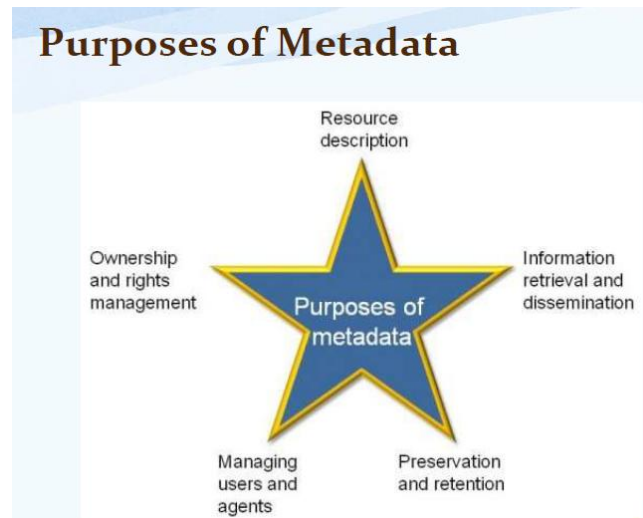 Purposes of Metadata
Resource
description
Ownership
and rights
management
Information
retrieval and
dissemination
Purposes of
metadata
Managing
users and
agents
Preservation
and retention